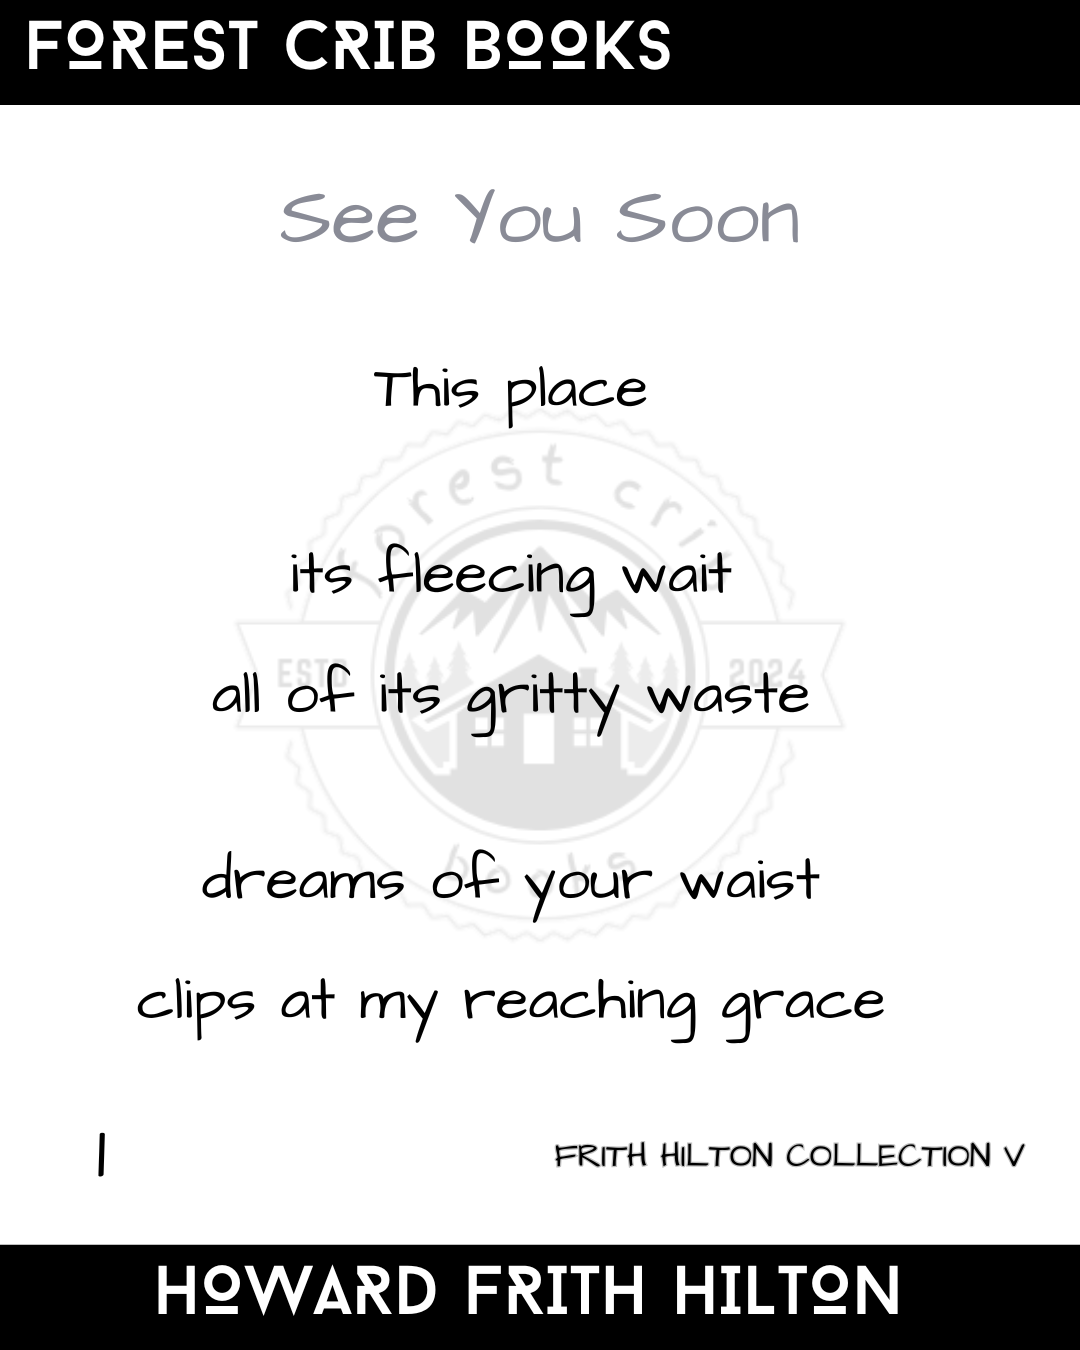 FOREST CRIB BOOKS
See You Soon
This place
forest crib
its fleecing wait
ESTD 2024
all of its gritty waste
books
dreams of your waist
clips at my reaching grace
1
FRITH HILTON COLLECTION V
HOWARD FRITH HILTON